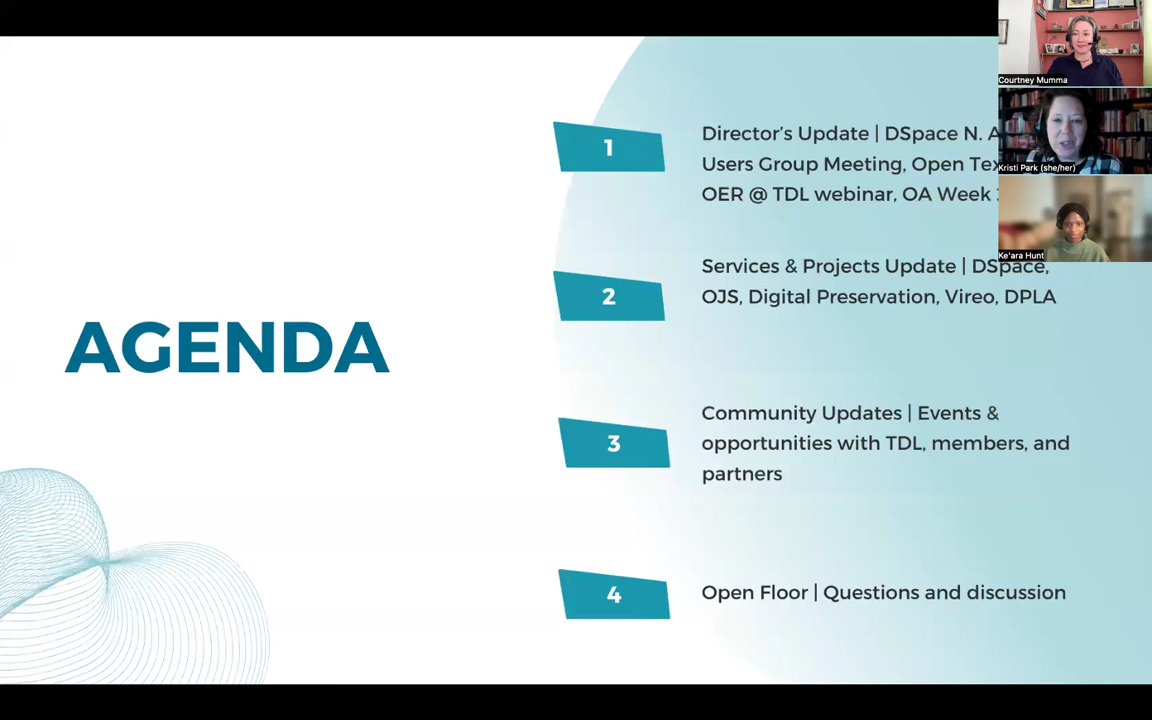 AGENDA
1
Director's Update | DSpace N.
Users Group Meeting, Open
OER @ TDL webinar, OA Week
2
Services & Projects Update | DSpace,
OJS, Digital Preservation, Vireo, DPLA
3
Community Updates | Events &
opportunities with TDL, members, and
partners
4
Open Floor | Questions and discussion
Courtney Mumma
Kristi Park (she/her)
Ke'ara Hunt